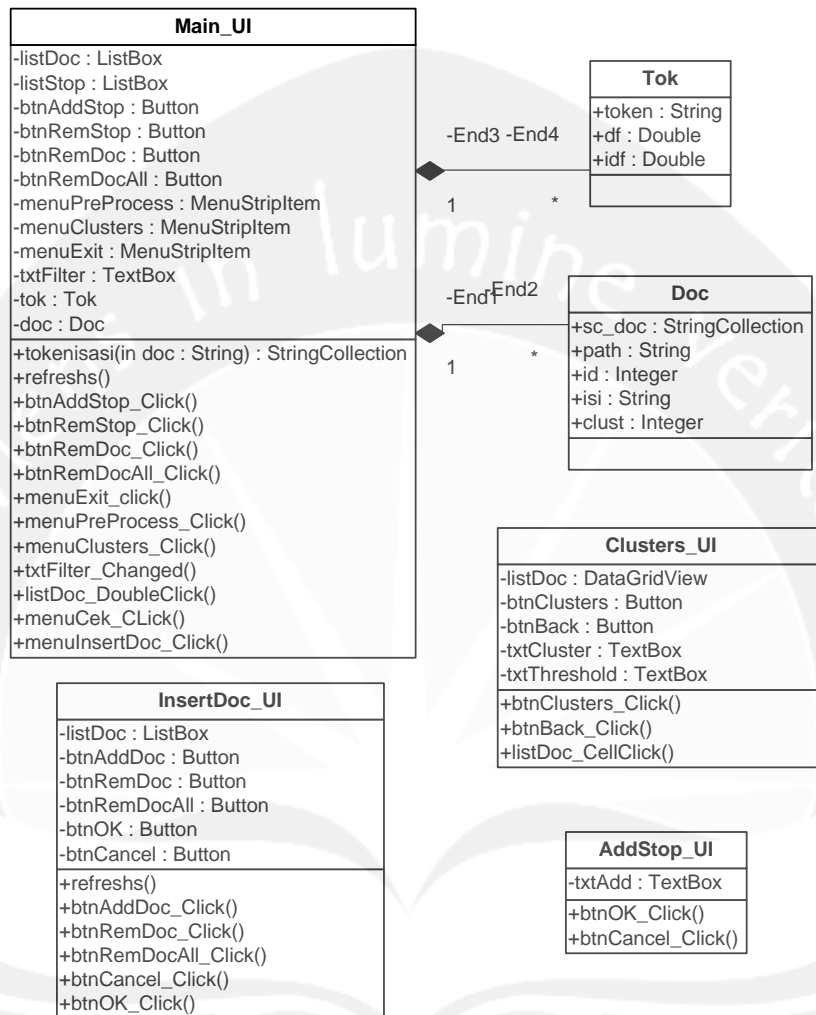 Main_UI
-listDoc : ListBox
-listStop : ListBox
-btnAddStop : Button
-btnRemStop : Button
-btnRemDoc : Button
-btnRemDocAll : Button
-menuPreProcess : MenuStripItem
-menuClusters : MenuStripItem
-menuExit : MenuStripItem
-txtFilter : TextBox
-tok : Tok
-doc : Doc
+tokenisasi(in doc : String) : StringCollection
+refreshs()
+btnAddStop_Click()
+btnRemStop_Click()
+btnRemDoc_Click()
+btnRemDocAll_Click()
+menuExit_click()
+menuPreProcess_Click()
+menuClusters_Click()
+txtFilter_Changed()
+listDoc_DoubleClick()
+menuCek_CLick()
+menuInsertDoc_Click()
-End3 -End4
1 *
Tok
+token : String
+df : Double
+idf : Double
-End1 -End2
1 *
Doc
+sc_doc : StringCollection
+path : String
+id : Integer
+isi : String
+clust : Integer
Clusters_UI
-listDoc : DataGridView
-btnClusters : Button
-btnBack : Button
-txtCluster : TextBox
-txtThreshold : TextBox
+btnClusters_Click()
+btnBack_Click()
+listDoc_CellClick()
InsertDoc_UI
-listDoc : ListBox
-btnAddDoc : Button
-btnRemDoc : Button
-btnRemDocAll : Button
-btnOK : Button
-btnCancel : Button
+refreshs()
+btnAddDoc_Click()
+btnRemDoc_Click()
+btnRemDocAll_Click()
+btnCancel_Click()
+btnOK_Click()
AddStop_UI
-txtAdd : TextBox
+btnOK_Click()
+btnCancel_Click()
in lumine